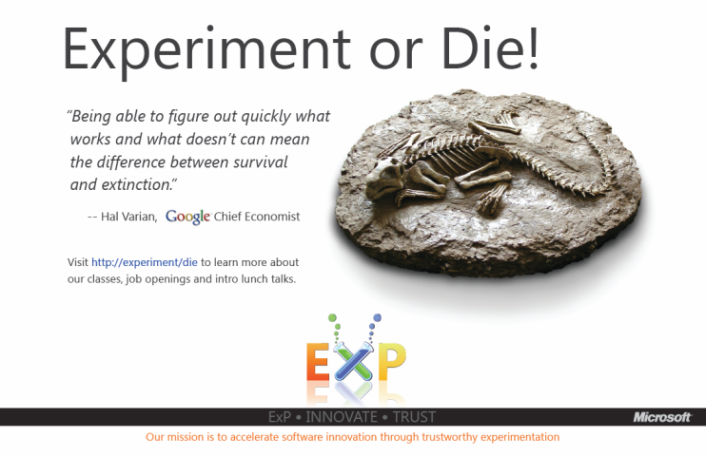 Experiment or Die!
“Being able to figure out quickly what
works and what doesn’t can mean
the difference between survival
and extinction.”
-- Hal Varian, Google Chief Economist
Visit http://experiment/die to learn more about
our classes, job openings and intro lunch talks.
EXP
ExP • INNOVATE • TRUST
Microsoft
Our mission is to accelerate software innovation through trustworthy experimentation